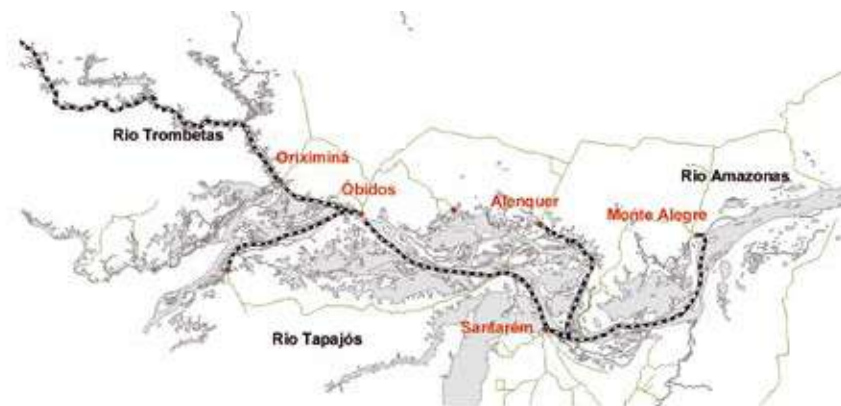 Rio Trombetas
Oriximiná
Óbidos
Alenquer
Rio Amazonas
Monte Alegre
Santarém
Rio Tapajós